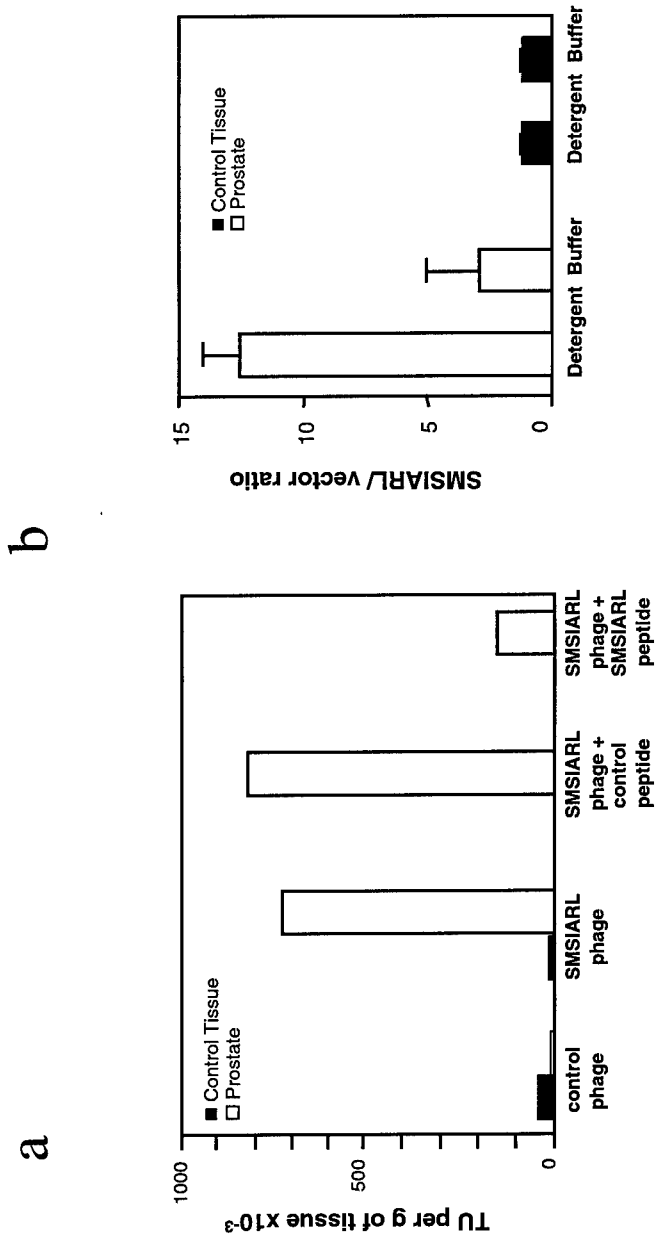 a
TU per g of tissue x10-3
1000
500
0
■ Control Tissue
□ Prostate
control
phage
SMSIARL
phage
SMSIARL
phage +
control
peptide
SMSIARL
phage +
SMSIARL
peptide
b
SMSIARL/ vector ratio
15
10
5
0
■ Control Tissue
□ Prostate
Detergent Buffer
Detergent Buffer